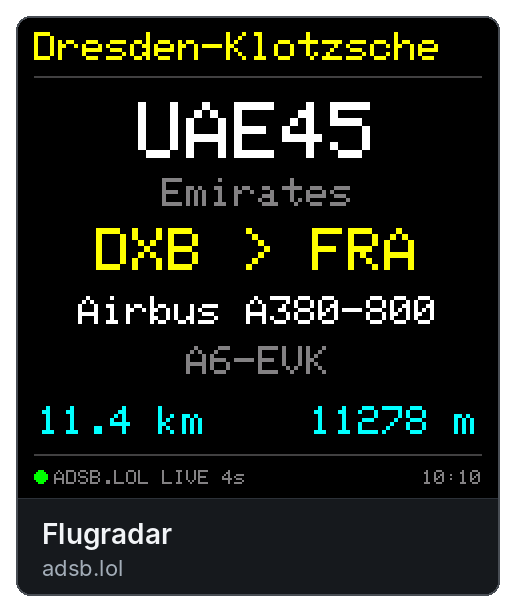 Dresden-Klotzsche
UAE45
Emirates
DXB > FRA
Airbus A380-800
A6-EVK
11.4 km 11278 m
ADSB.LOL LIVE 4s 10:10
Flugradar
adsb.lol